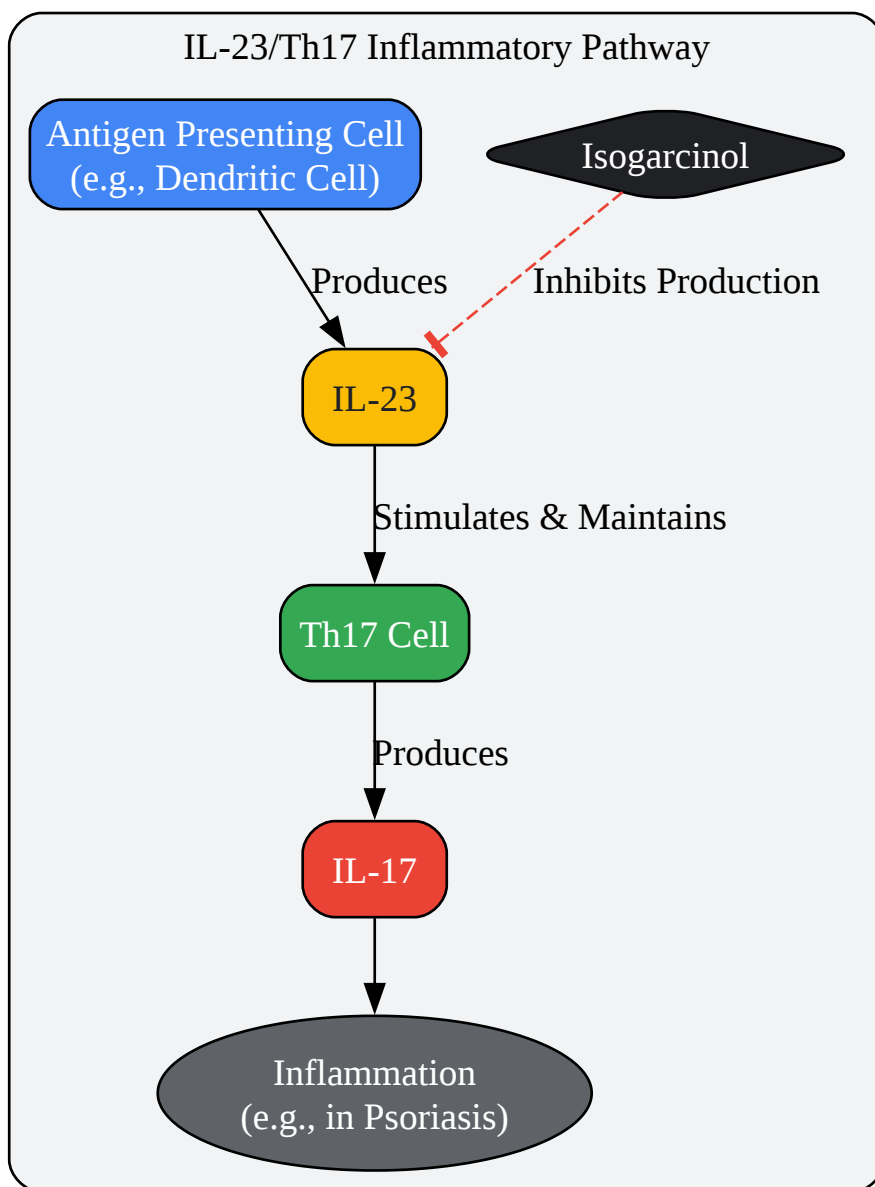 IL-23/Th17 Inflammatory Pathway
Antigen Presenting Cell
(e.g., Dendritic Cell)
Isogarcinol
Produces
Inhibits Production
IL-23
Stimulates & Maintains
Th17 Cell
Produces
IL-17
Inflammation
(e.g., in Psoriasis)